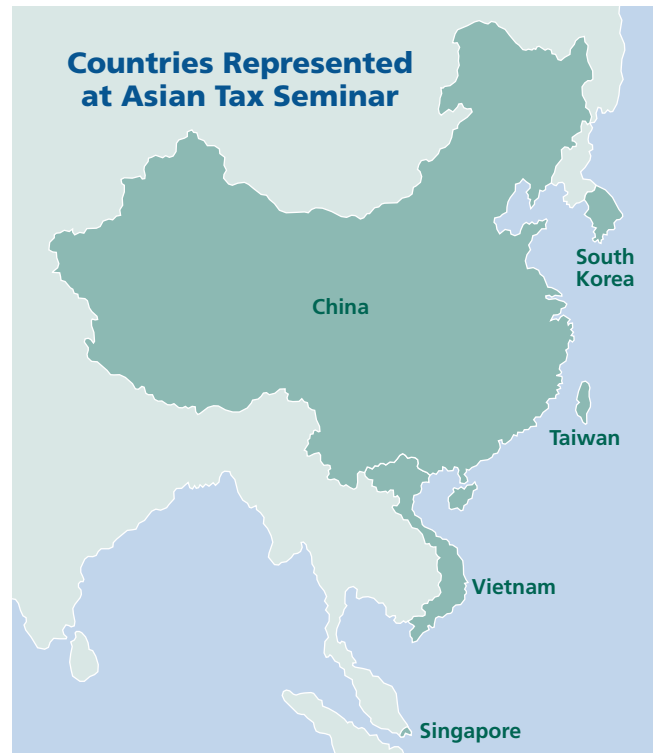 Countries Represented
at Asian Tax Seminar
South
Korea
China
Taiwan
Vietnam
Singapore